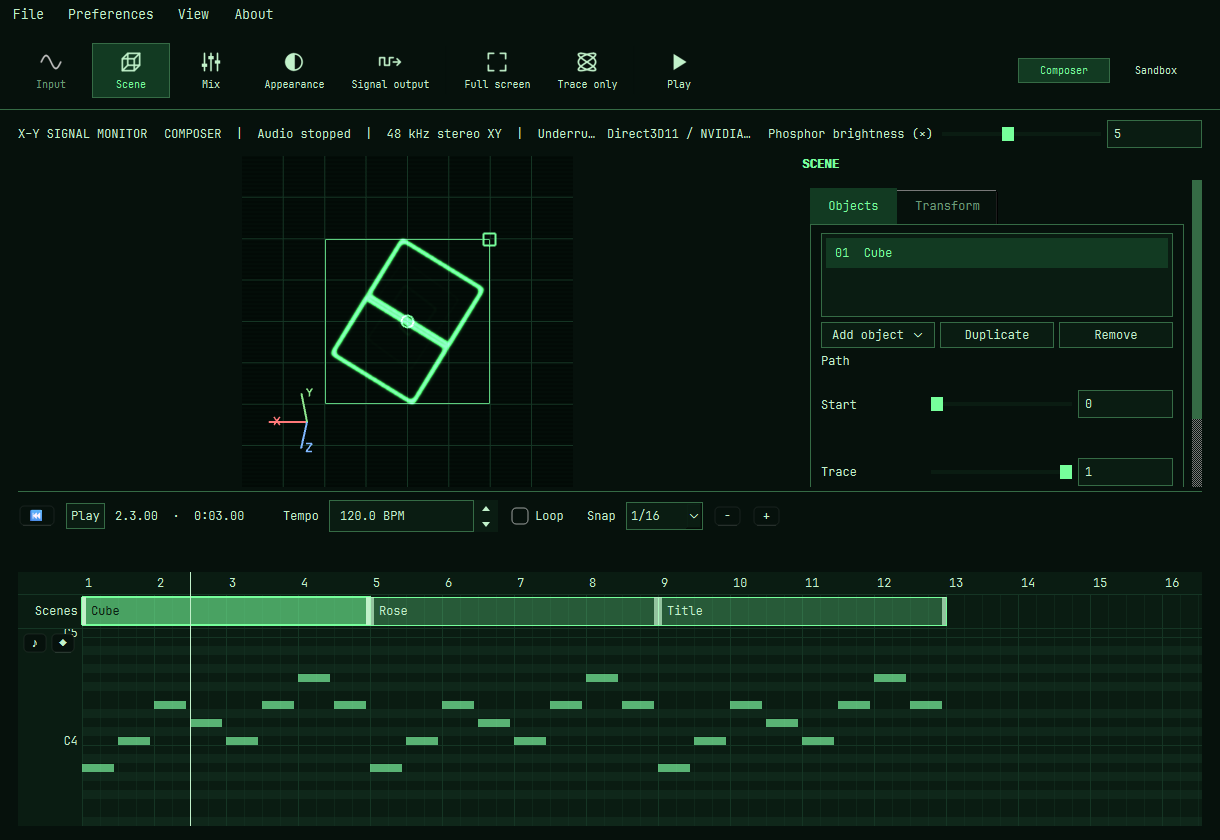 File Preferences View About
Input Scene Mix Appearance Signal output Full screen Trace only Play Composer Sandbox
X-Y SIGNAL MONITOR COMPOSER | Audio stopped | 48 kHz stereo XY | Underru… Direct3D11 / NVIDIA… Phosphor brightness (×) 5
SCENE
Objects Transform
01 Cube
Add object Duplicate Remove
Path
Start 0
Trace 1
Y
X
Z
Play 2.3.00 · 0:03.00 Tempo 120.0 BPM Loop Snap 1/16 - +
1 2 3 4 5 6 7 8 9 10 11 12 13 14 15 16
Scenes Cube Rose Title
C5
C4